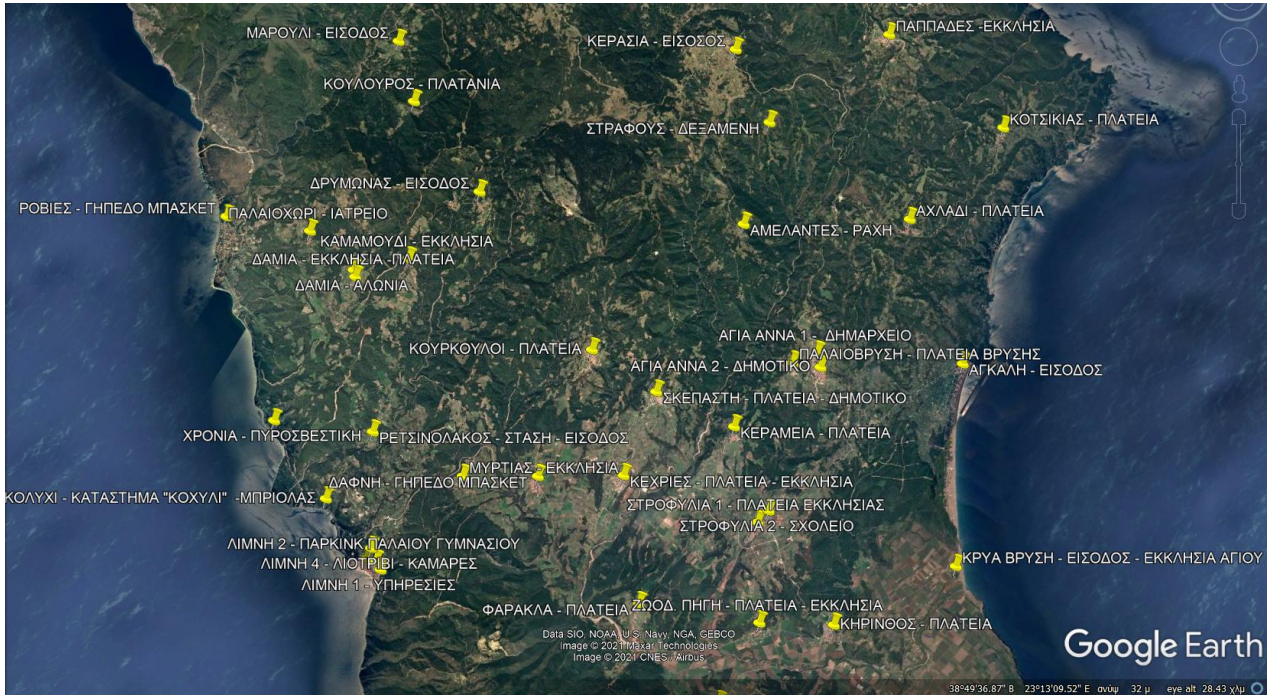 ΠΑΠΠΑΔΕΣ -ΕΚΚΛΗΣΙΑ
ΜΑΡΟΥΛΙ - ΕΙΣΟΔΟΣ
ΚΕΡΑΣΙΑ - ΕΙΣΟΣΟΣ
ΚΟΥΛΟΥΡΟΣ - ΠΛΑΤΑΝΙΑ
ΚΟΤΣΙΚΙΑΣ - ΠΛΑΤΕΙΑ
ΣΤΡΑΦΟΥΣ - ΔΕΞΑΜΕΝΗ
ΔΡΥΜΩΝΑΣ - ΕΙΣΟΔΟΣ
ΡΟΒΙΕΣ - ΓΗΠΕΔΟ ΜΠΑΣΚΕΤ
ΠΑΛΑΙΟΧΩΡΙ - ΙΑΤΡΕΙΟ
ΑΧΛΑΔΙ - ΠΛΑΤΕΙΑ
ΑΜΕΛΑΝΤΕΣ - ΡΑΧΗ
ΚΑΜΑΜΟΥΔΙ - ΕΚΚΛΗΣΙΑ
ΔΑΜΙΑ - ΕΚΚΛΗΣΙΑ -ΠΛΑΤΕΙΑ
ΔΑΜΙΑ - ΑΛΩΝΙΑ
ΑΓΙΑ ΑΝΝΑ 1 - ΔΗΜΑΡΧΕΙΟ
ΚΟΥΡΚΟΥΛΟΙ - ΠΛΑΤΕΙΑ
ΠΑΛΑΙΟΒΡΥΣΗ - ΠΛΑΤΕΙΑ ΒΡΥΣΗΣ
ΑΓΙΑ ΑΝΝΑ 2 - ΔΗΜΟΤΙΚΟ
ΑΓΚΑΛΗ - ΕΙΣΟΔΟΣ
ΣΚΕΠΑΣΤΗ - ΠΛΑΤΕΙΑ - ΔΗΜΟΤΙΚΟ
ΧΡΟΝΙΑ - ΠΥΡΟΣΒΕΣΤΙΚΗ
ΡΕΤΣΙΝΟΛΑΚΟΣ - ΣΤΑΣΗ - ΕΙΣΟΔΟΣ
ΚΕΡΑΜΕΙΑ - ΠΛΑΤΕΙΑ
ΜΥΡΤΙΑΣ - ΕΚΚΛΗΣΙΑ
ΔΑΦΝΗ - ΓΗΠΕΔΟ ΜΠΑΣΚΕΤ
ΚΕΧΡΙΕΣ - ΠΛΑΤΕΙΑ - ΕΚΚΛΗΣΙΑ
ΚΟΛΥΧΙ - ΚΑΤΑΣΤΗΜΑ "ΚΟΧΥΛΙ" -ΜΠΡΙΟΛΑΣ
ΣΤΡΟΦΥΛΙΑ 1 - ΠΛΑΤΕΙΑ ΕΚΚΛΗΣΙΑΣ
ΣΤΡΟΦΥΛΙΑ 2 - ΣΧΟΛΕΙΟ
ΛΙΜΝΗ 2 - ΠΑΡΚΙΝΚ ΠΑΛΑΙΟΥ ΓΥΜΝΑΣΙΟΥ
ΛΙΜΝΗ 4 - ΛΙΟΤΡΙΒΙ - ΚΑΜΑΡΕΣ
ΛΙΜΝΗ 1 - ΥΠΗΡΕΣΙΕΣ
ΚΡΥΑ ΒΡΥΣΗ - ΕΙΣΟΔΟΣ - ΕΚΚΛΗΣΙΑ ΑΓΙΟΥ
ΦΑΡΑΚΛΑ - ΠΛΑΤΕΙΑ
ΖΩΟΔ. ΠΗΓΗ - ΠΛΑΤΕΙΑ - ΕΚΚΛΗΣΙΑ
ΚΗΡΙΝΘΟΣ - ΠΛΑΤΕΙΑ
Data SIO, NOAA, U.S. Navy, NGA, GEBCO
Image © 2021 Maxar Technologies
Image © 2021 CNES / Airbus
Google Earth
38°49'36.87" Β 23°13'09.52" Ε ανύψ 32 μ eye alt 28.43 χλμ